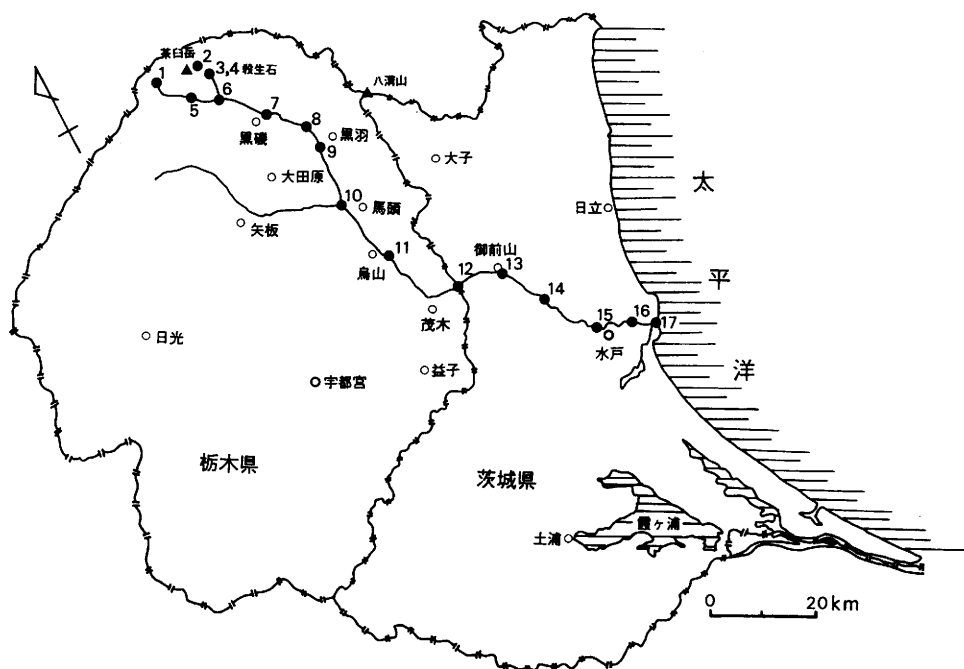 茶臼岳
1
2
3,4 殺生石
5
6
7
黒磯
8
黒羽
9
八溝山
大子
大田原
10
馬頭
矢板
11
烏山
12
御前山
13
14
日立
太
平
洋
15
16
17
水戸
茂木
益子
日光
宇都宮
栃木県
茨城県
霞ヶ浦
土浦
0
20km